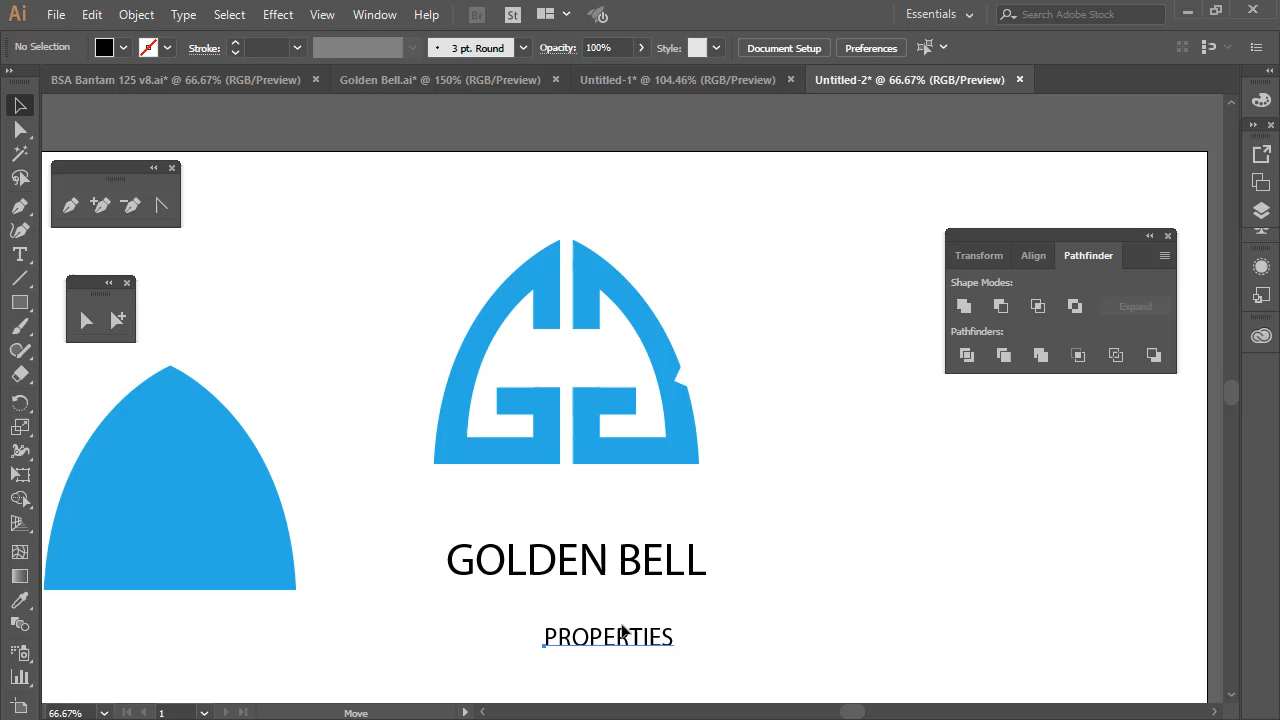 Ai File Edit Object Type Select Effect View Window Help Br St Essentials Search Adobe Stock
No Selection Stroke: 3 pt. Round Opacity: 100% Style: Document Setup Preferences
BSA Bantam 125 v8.ai* @ 66.67% (RGB/Preview) Golden Bell.ai* @ 150% (RGB/Preview) Untitled-1* @ 104.46% (RGB/Preview) Untitled-2* @ 66.67% (RGB/Preview)
Transform Align Pathfinder
Shape Modes:
Expand
Pathfinders:
GOLDEN BELL
PROPERTIES
66.67% 1 Move